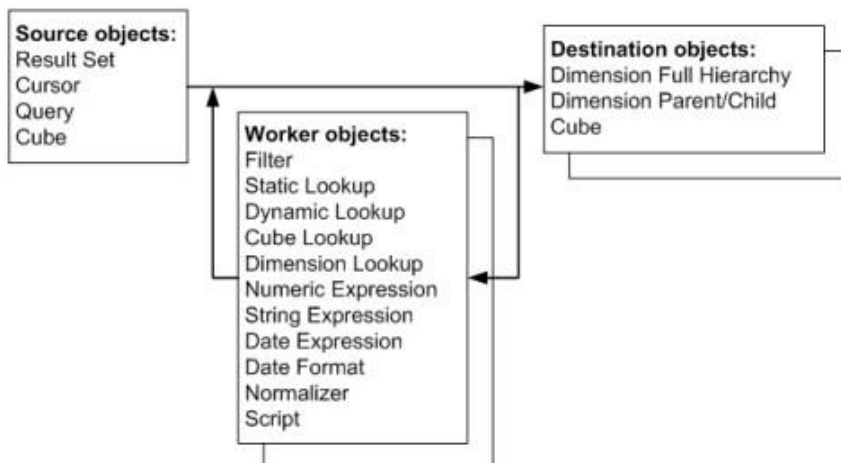 Source objects:
Result Set
Cursor
Query
Cube
Worker objects:
Filter
Static Lookup
Dynamic Lookup
Cube Lookup
Dimension Lookup
Numeric Expression
String Expression
Date Expression
Date Format
Normalizer
Script
Destination objects:
Dimension Full Hierarchy
Dimension Parent/Child
Cube